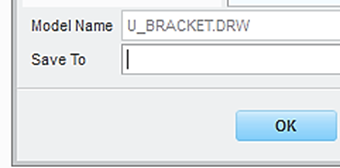 Model Name U_BRACKET.DRW
Save To
OK